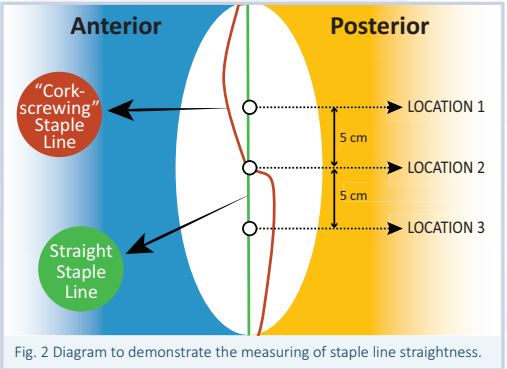 Anterior
Posterior
“Cork-
screwing”
Staple
Line
LOCATION 1
5 cm
LOCATION 2
5 cm
LOCATION 3
Straight
Staple
Line
Fig. 2 Diagram to demonstrate the measuring of staple line straightness.